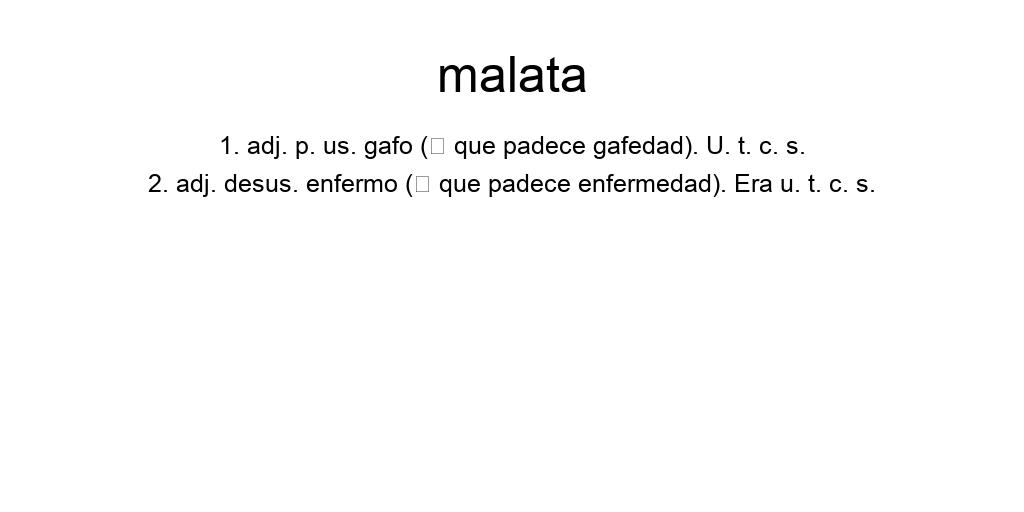 malata
1. adj. p. us. gafo (□ que padece gafedad). U. t. c. s.
2. adj. desus. enfermo (□ que padece enfermedad). Era u. t. c. s.